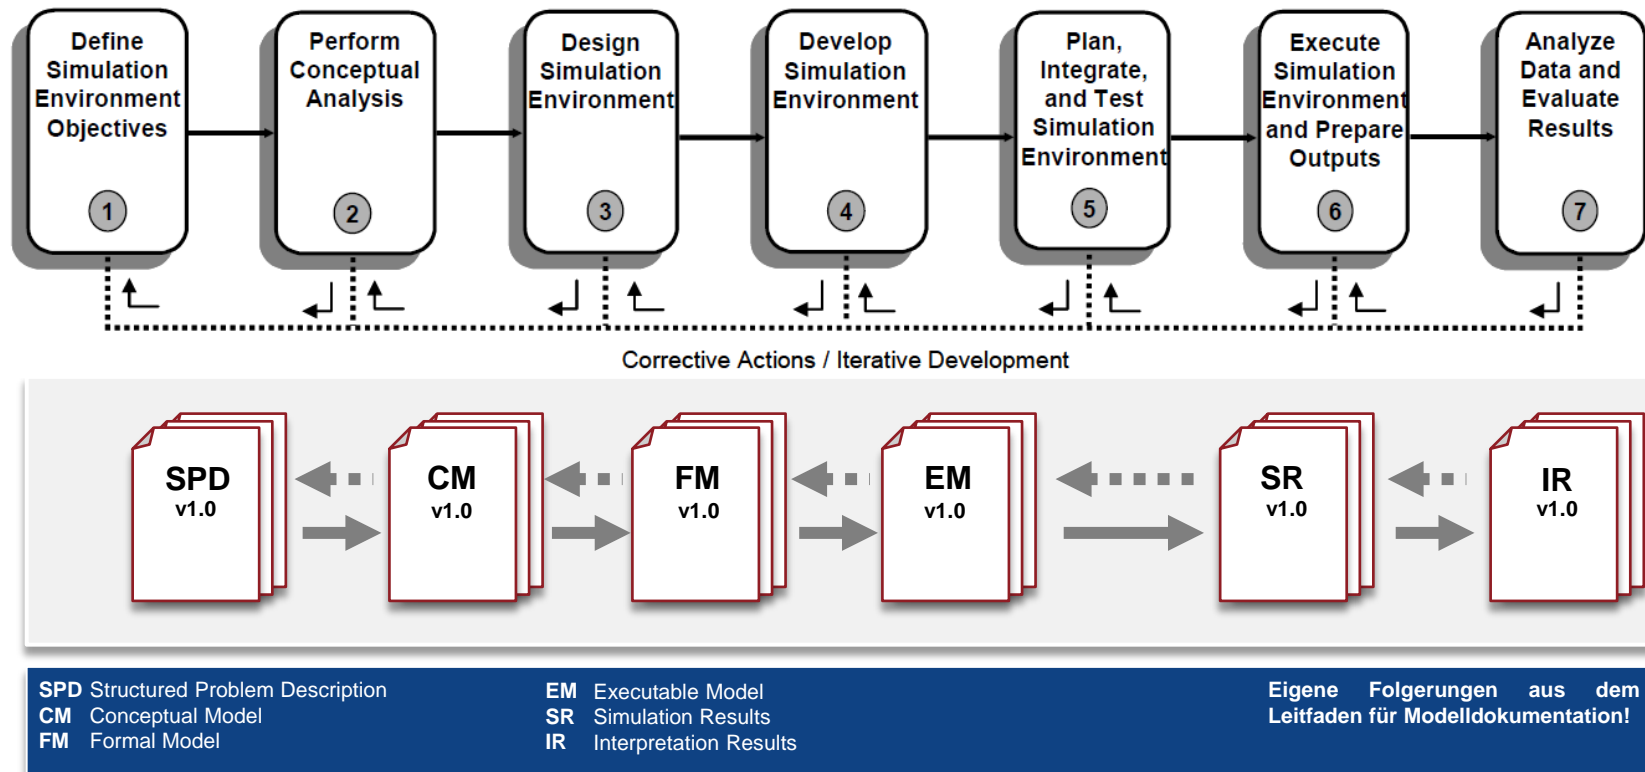 Define
Simulation
Environment
Objectives
1
Perform
Conceptual
Analysis
2
Design
Simulation
Environment
3
Develop
Simulation
Environment
4
Plan,
Integrate,
and Test
Simulation
Environment
5
Execute
Simulation
Environment
and Prepare
Outputs
6
Analyze
Data and
Evaluate
Results
7
Corrective Actions / Iterative Development
SPD
v1.0
CM
v1.0
FM
v1.0
EM
v1.0
SR
v1.0
IR
v1.0
SPD Structured Problem Description
CM Conceptual Model
FM Formal Model
EM Executable Model
SR Simulation Results
IR Interpretation Results
Eigene Folgerungen aus dem
Leitfaden für Modelldokumentation!